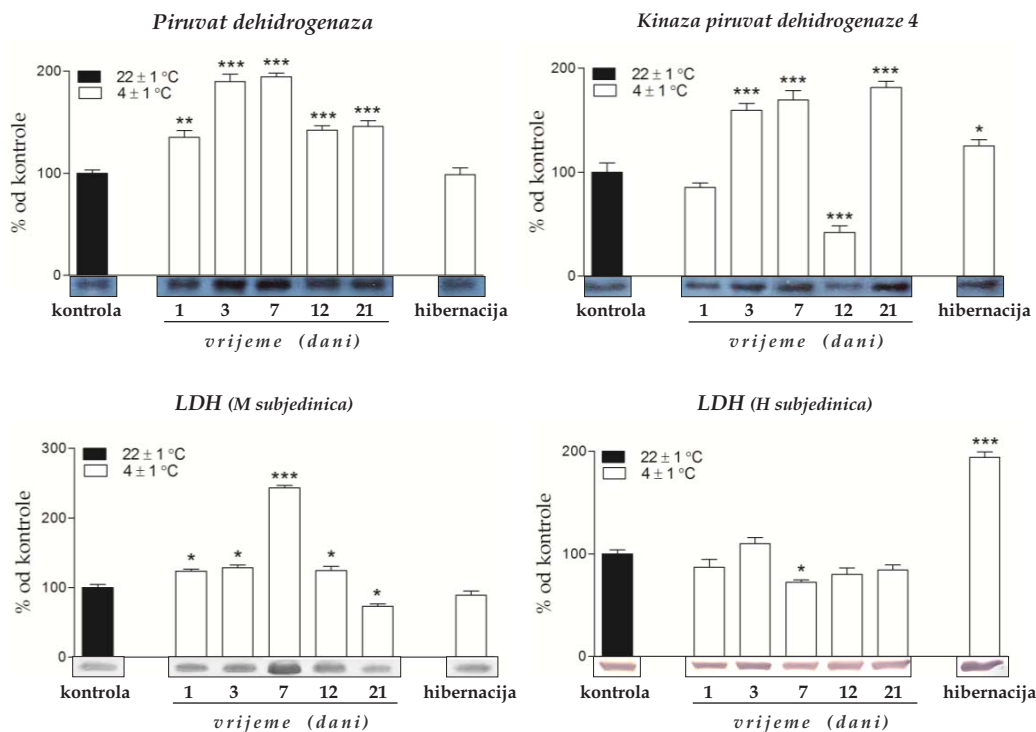 Piruvat dehidrogenaza
200
22 ± 1 °C
4 ± 1 °C
**
***
***
***
***
% od kontrole
100
0
kontrola
1 3 7 12 21
hibernacija
vrijeme (dani)
Kinaza piruvat dehidrogenaze 4
200
22 ± 1 °C
4 ± 1 °C
***
***
***
***
*
% od kontrole
100
0
kontrola
1 3 7 12 21
hibernacija
vrijeme (dani)
LDH (M subjedinica)
300
22 ± 1 °C
4 ± 1 °C
200
*
*
***
*
*
% od kontrole
100
0
kontrola
1 3 7 12 21
hibernacija
vrijeme (dani)
LDH (H subjedinica)
200
22 ± 1 °C
4 ± 1 °C
*
***
% od kontrole
100
0
kontrola
1 3 7 12 21
hibernacija
vrijeme (dani)